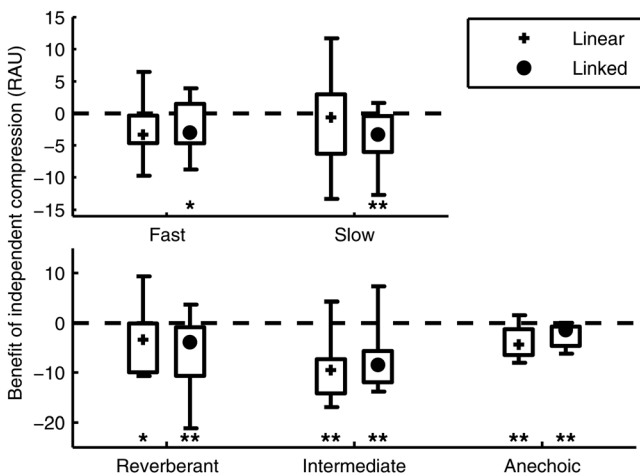 Benefit of independent compression (RAU)
15
10
5
0
−5
−10
−15
* **
Fast Slow
Linear
Linked
10
0
−10
−20
* ** ** ** ** **
Reverberant Intermediate Anechoic